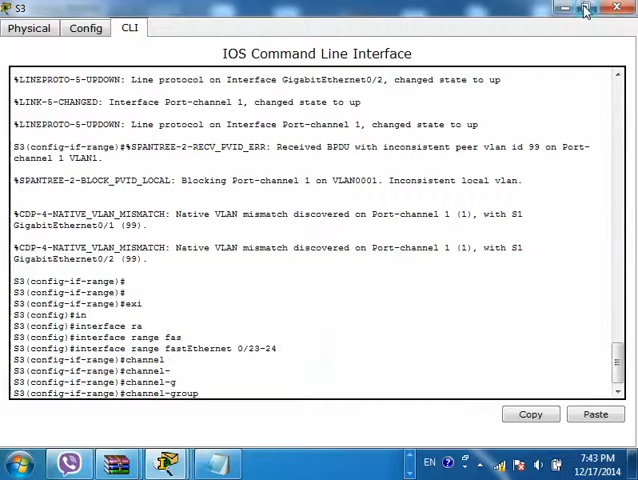 S3
Physical Config CLI
IOS Command Line Interface
%LINEPROTO-5-UPDOWN: Line protocol on Interface GigabitEthernet0/2, changed state to up
%LINK-5-CHANGED: Interface Port-channel 1, changed state to up
%LINEPROTO-5-UPDOWN: Line protocol on Interface Port-channel 1, changed state to up
S3(config-if-range)#%SPANTREE-2-RECV_PVID_ERR: Received BPDU with inconsistent peer vlan id 99 on Port-
channel 1 VLAN1.
%SPANTREE-2-BLOCK_PVID_LOCAL: Blocking Port-channel 1 on VLAN0001. Inconsistent local vlan.
%CDP-4-NATIVE_VLAN_MISMATCH: Native VLAN mismatch discovered on Port-channel 1 (1), with S1
GigabitEthernet0/1 (99).
%CDP-4-NATIVE_VLAN_MISMATCH: Native VLAN mismatch discovered on Port-channel 1 (1), with S1
GigabitEthernet0/2 (99).
S3(config-if-range)#
S3(config-if-range)#
S3(config-if-range)#exi
S3(config)#in
S3(config)#interface ra
S3(config)#interface range fas
S3(config)#interface range fastEthernet 0/23-24
S3(config-if-range)#channel
S3(config-if-range)#channel-
S3(config-if-range)#channel-g
S3(config-if-range)#channel-group
Copy Paste
EN 7:43 PM
12/17/2014